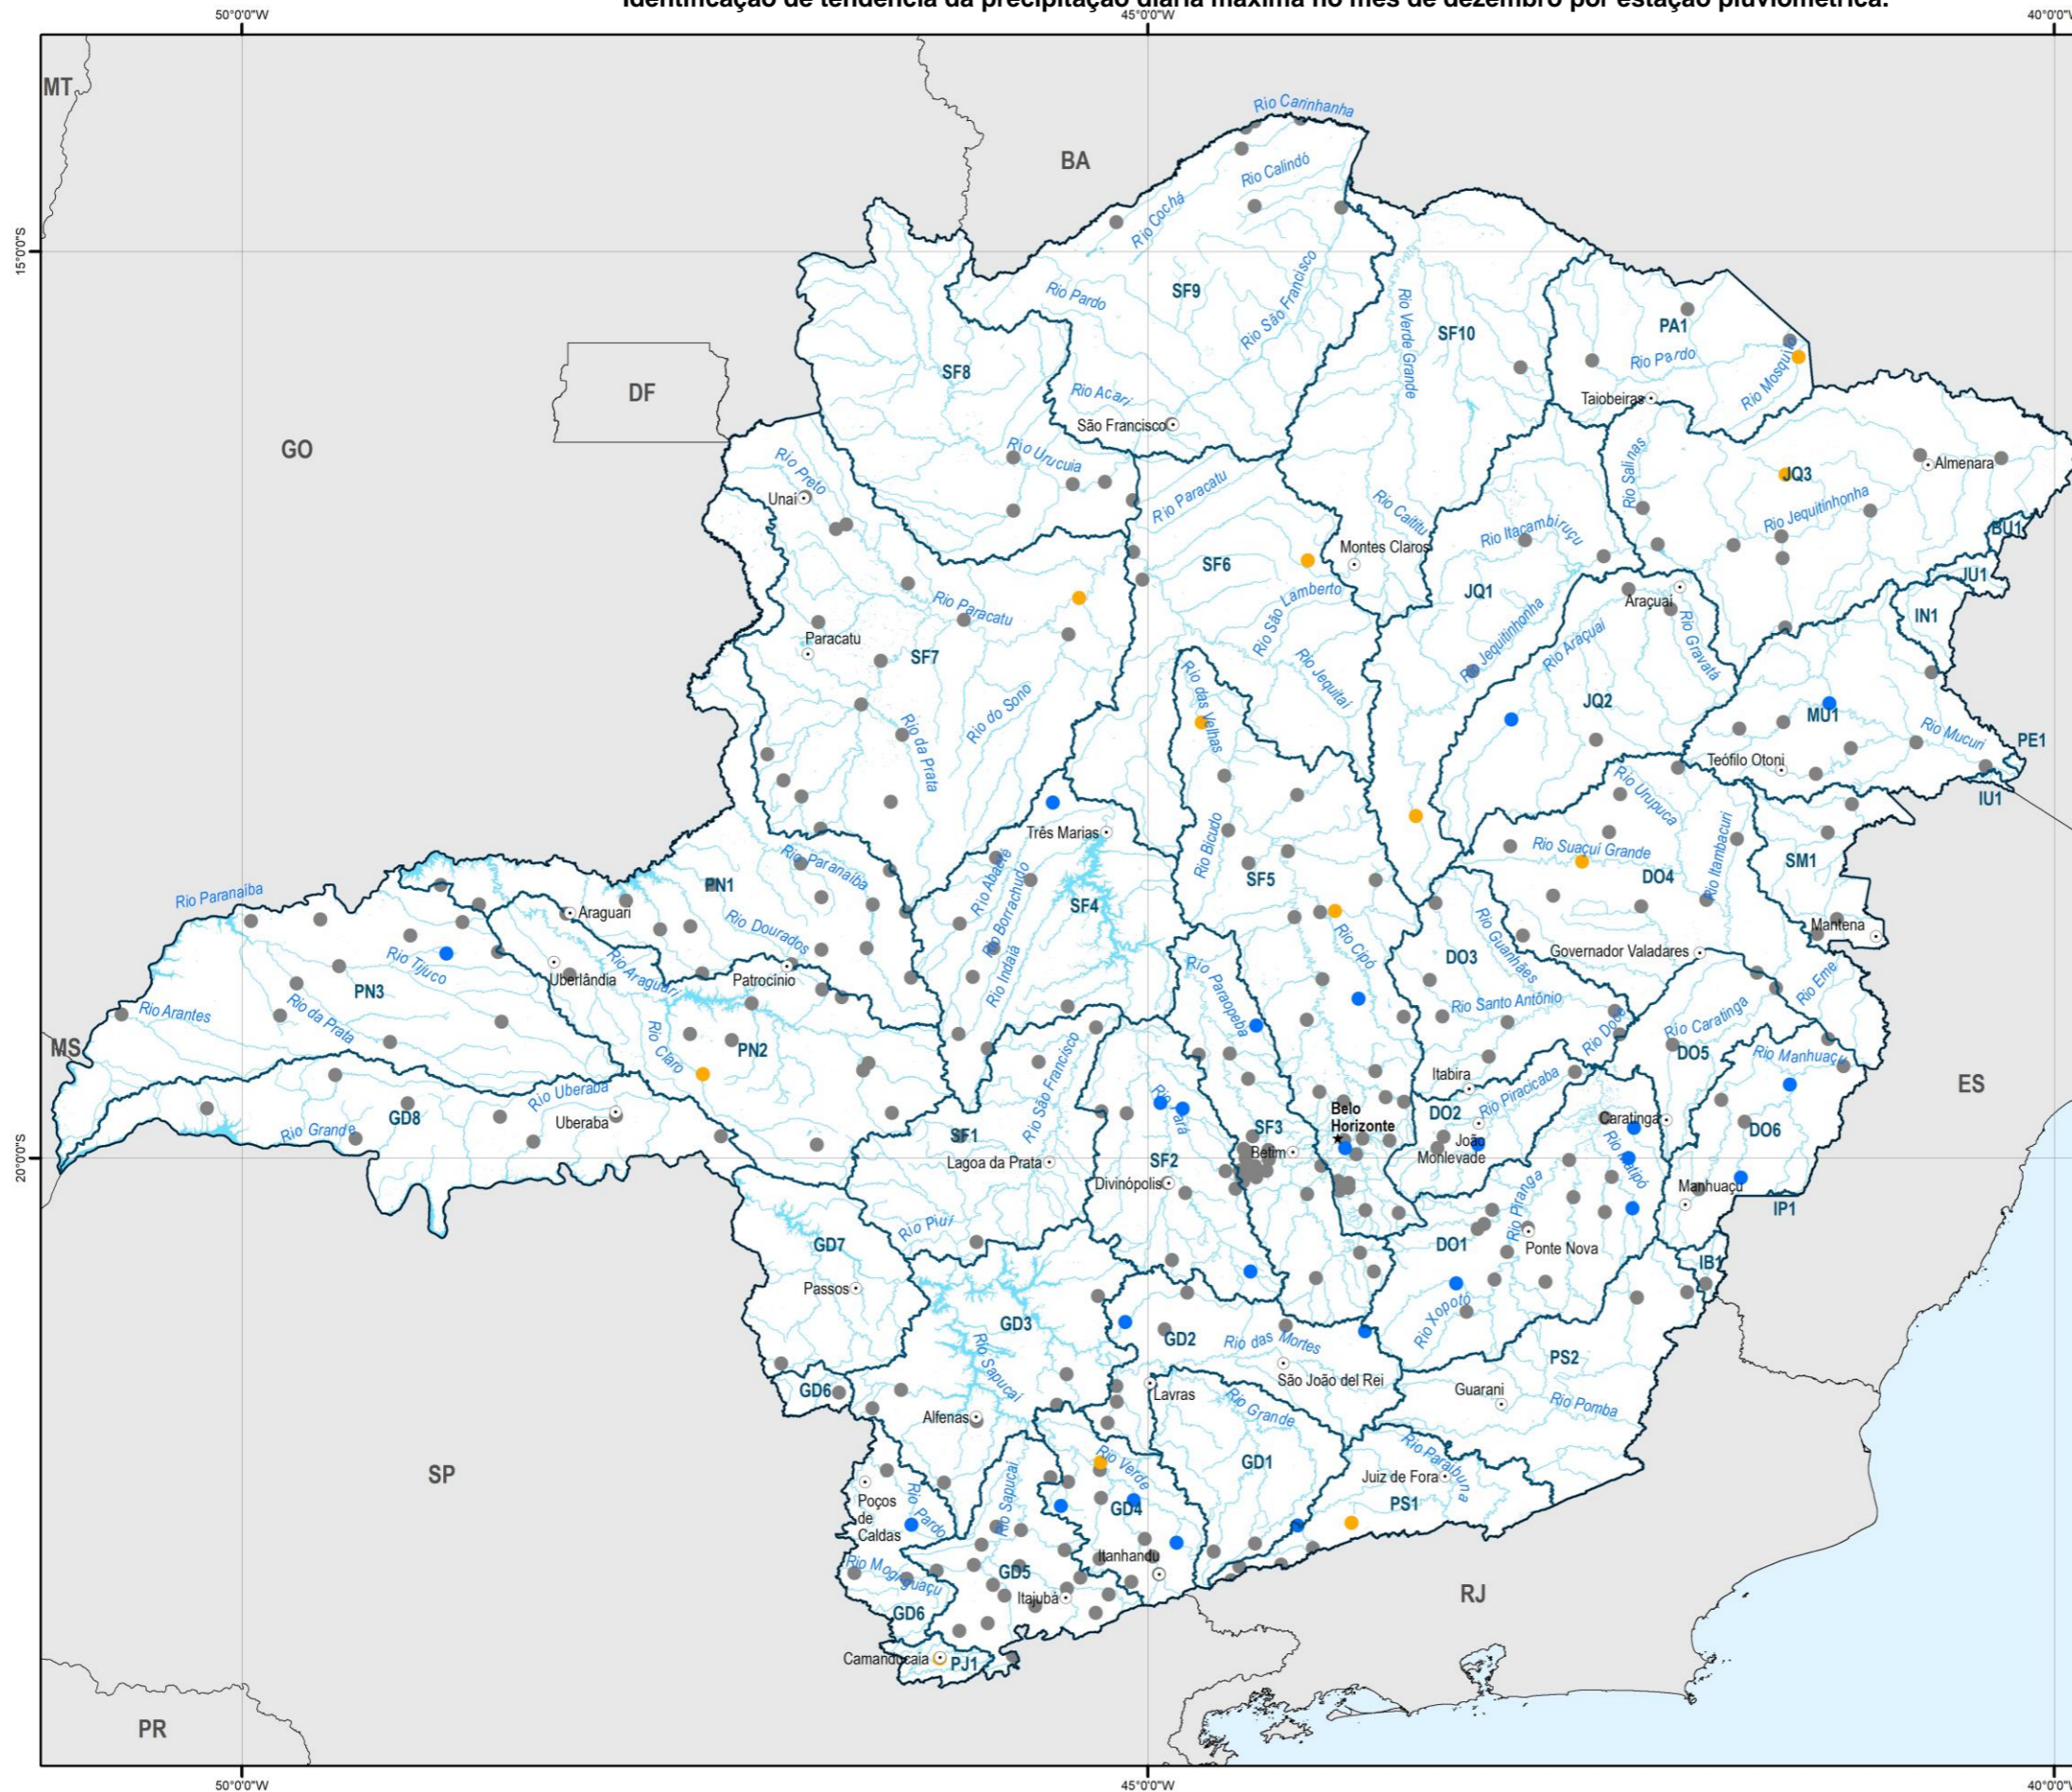 Identificação de tendência da precipitação diária máxima no mês de dezembro por estação pluviométrica.
50°0'0"W
45°0'0"W
40°0'0"W
MT
Rio Carinhanha
BA
Rio Calindó
Rio Cochá
15°0'0"S
SF9
Rio Pardo
Rio São Francisco
Rio Verde Grande
SF10
PA1
Rio Pardo
Rio Mosquito
SF8
DF
Rio Acari
Taiobeiras
São Francisco
GO
Rio Urucuia
Rio Preto
Unaí
Rio Paracatu
Rio Salinas
JQ3
Almenara
Rio Jequitinhonha
BU1
Rio Caititu
Rio Itacambiruçu
Montes Claros
SF6
JU1
Rio São Lamberto
JQ1
Araçuaí
IN1
Rio Paracatu
Paracatu
SF7
Rio Jequitinhonha
Rio Araçuaí
Rio Gravatá
Rio das Velhas
Rio Jequitaí
JQ2
Rio do Sono
Rio da Prata
MU1
Rio Mucuri
PE1
Teófilo Otoni
IU1
Rio Urupuca
Três Marias
Rio Bicudo
Rio Suaçuí Grande
Rio Itambacuri
SM1
Rio Paranaíba
Rio Abaeté
Rio Borrachudo
SF5
DO4
PN1
SF4
Rio Paranaíba
Araguari
Rio Dourados
Rio Cipó
Rio Guanhães
Mantena
Governador Valadares
Rio Tijuco
Uberlândia
Rio Araguari
Patrocínio
Rio Indaiá
Rio Paraopeba
DO3
Rio Eme
PN3
Rio Arantes
Rio da Prata
Rio Santo Antônio
Rio Caratinga
Rio Doce
MS
Rio Claro
PN2
Rio São Francisco
DO5
Rio Manhuaçu
Itabira
ES
Rio Uberaba
Rio Pará
Rio Piracicaba
GD8
Uberaba
Rio Grande
Belo
Horizonte
DO2
Caratinga
SF1
SF3
João
Monlevade
DO6
20°0'0"S
Lagoa da Prata
SF2
Betim
Rio Matipó
Divinópolis
Manhuaçu
Rio Piranga
IP1
Rio Piuí
GD7
DO1
Ponte Nova
IB1
Passos
Rio Xopotó
GD3
GD2
Rio das Mortes
PS2
Rio Sapucaí
São João del Rei
GD6
Lavras
Guarani
Rio Pomba
Alfenas
Rio Grande
Rio Verde
GD1
Rio Paraibuna
SP
Juiz de Fora
PS1
Poços
de
Caldas
Rio Pardo
Rio Sapucaí
GD4
Itanhandu
Rio Mogi-guaçu
GD5
Itajubá
GD6
RJ
Camanducaia
PJ1
PR
50°0'0"W
45°0'0"W
40°0'0"W